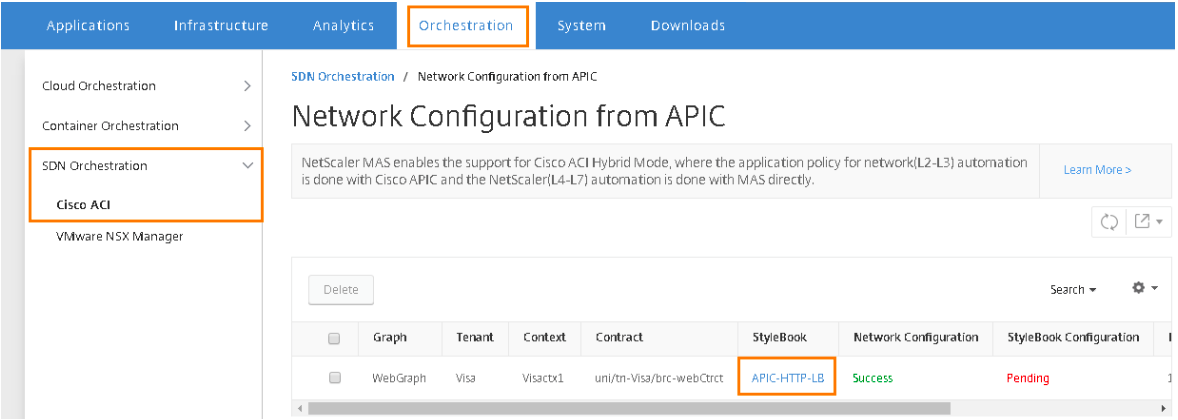 Applications Infrastructure Analytics Orchestration System Downloads
Cloud Orchestration
Container Orchestration
SDN Orchestration
Cisco ACI
VMware NSX Manager
SDN Orchestration / Network Configuration from APIC
Network Configuration from APIC
NetScaler MAS enables the support for Cisco ACI Hybrid Mode, where the application policy for network(L2-L3) automation
is done with Cisco APIC and the NetScaler(L4-L7) automation is done with MAS directly.
Learn More >
Delete
Search
Graph Tenant Context Contract StyleBook Network Configuration StyleBook Configuration
WebGraph Visa Visactx1 uni/tn-Visa/brc-webCtrct APIC-HTTP-LB Success Pending